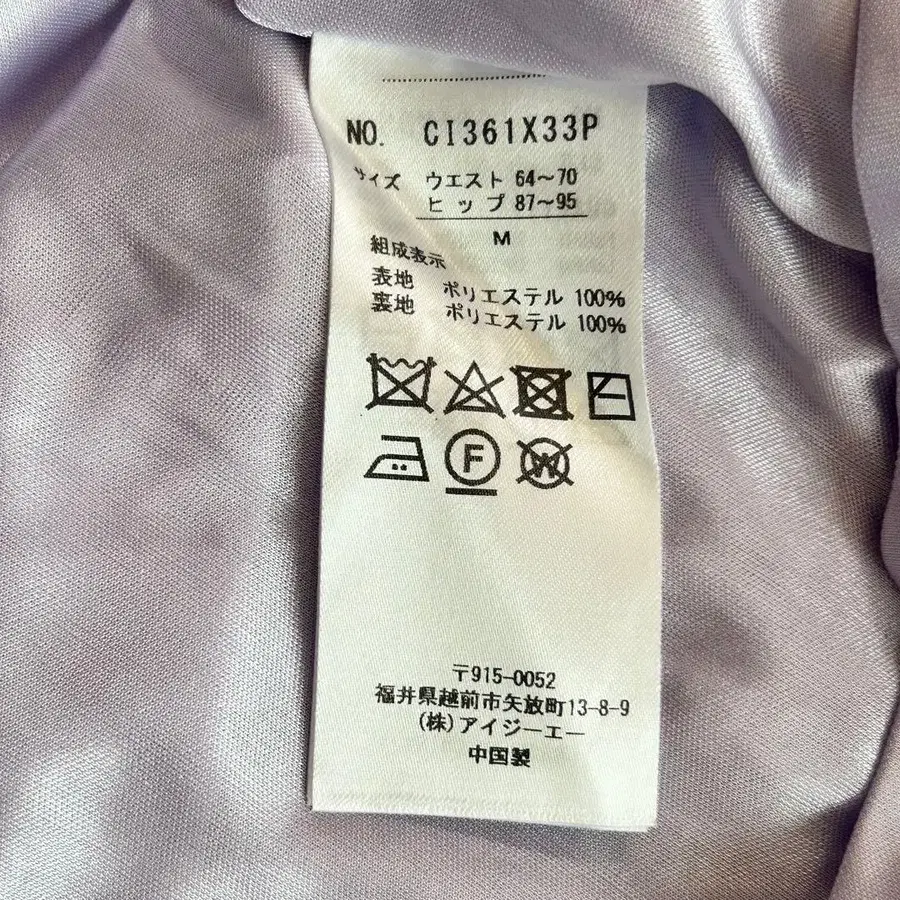 NO. CI361X33P
サイズ ウエスト 64～70
ヒップ 87～95
M
組成表示
表地 ポリエステル 100%
裏地 ポリエステル 100%
F
W
〒915-0052
福井県越前市矢放町13-8-9
(株)アイジーエー
中国製